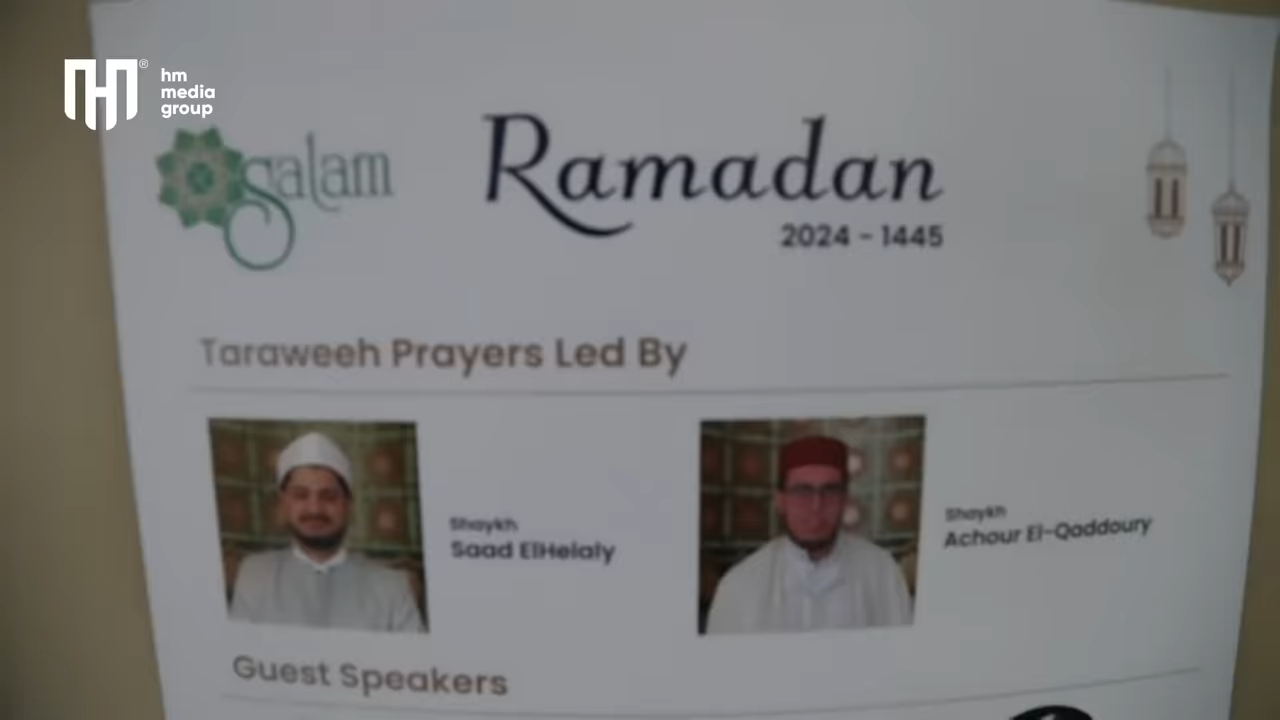 hm
media
group
Salam
Ramadan
2024 - 1445
Taraweeh Prayers Led By
Shaykh
Saad ElHelaly
Shaykh
Achour El-Qaddoury
Guest Speakers